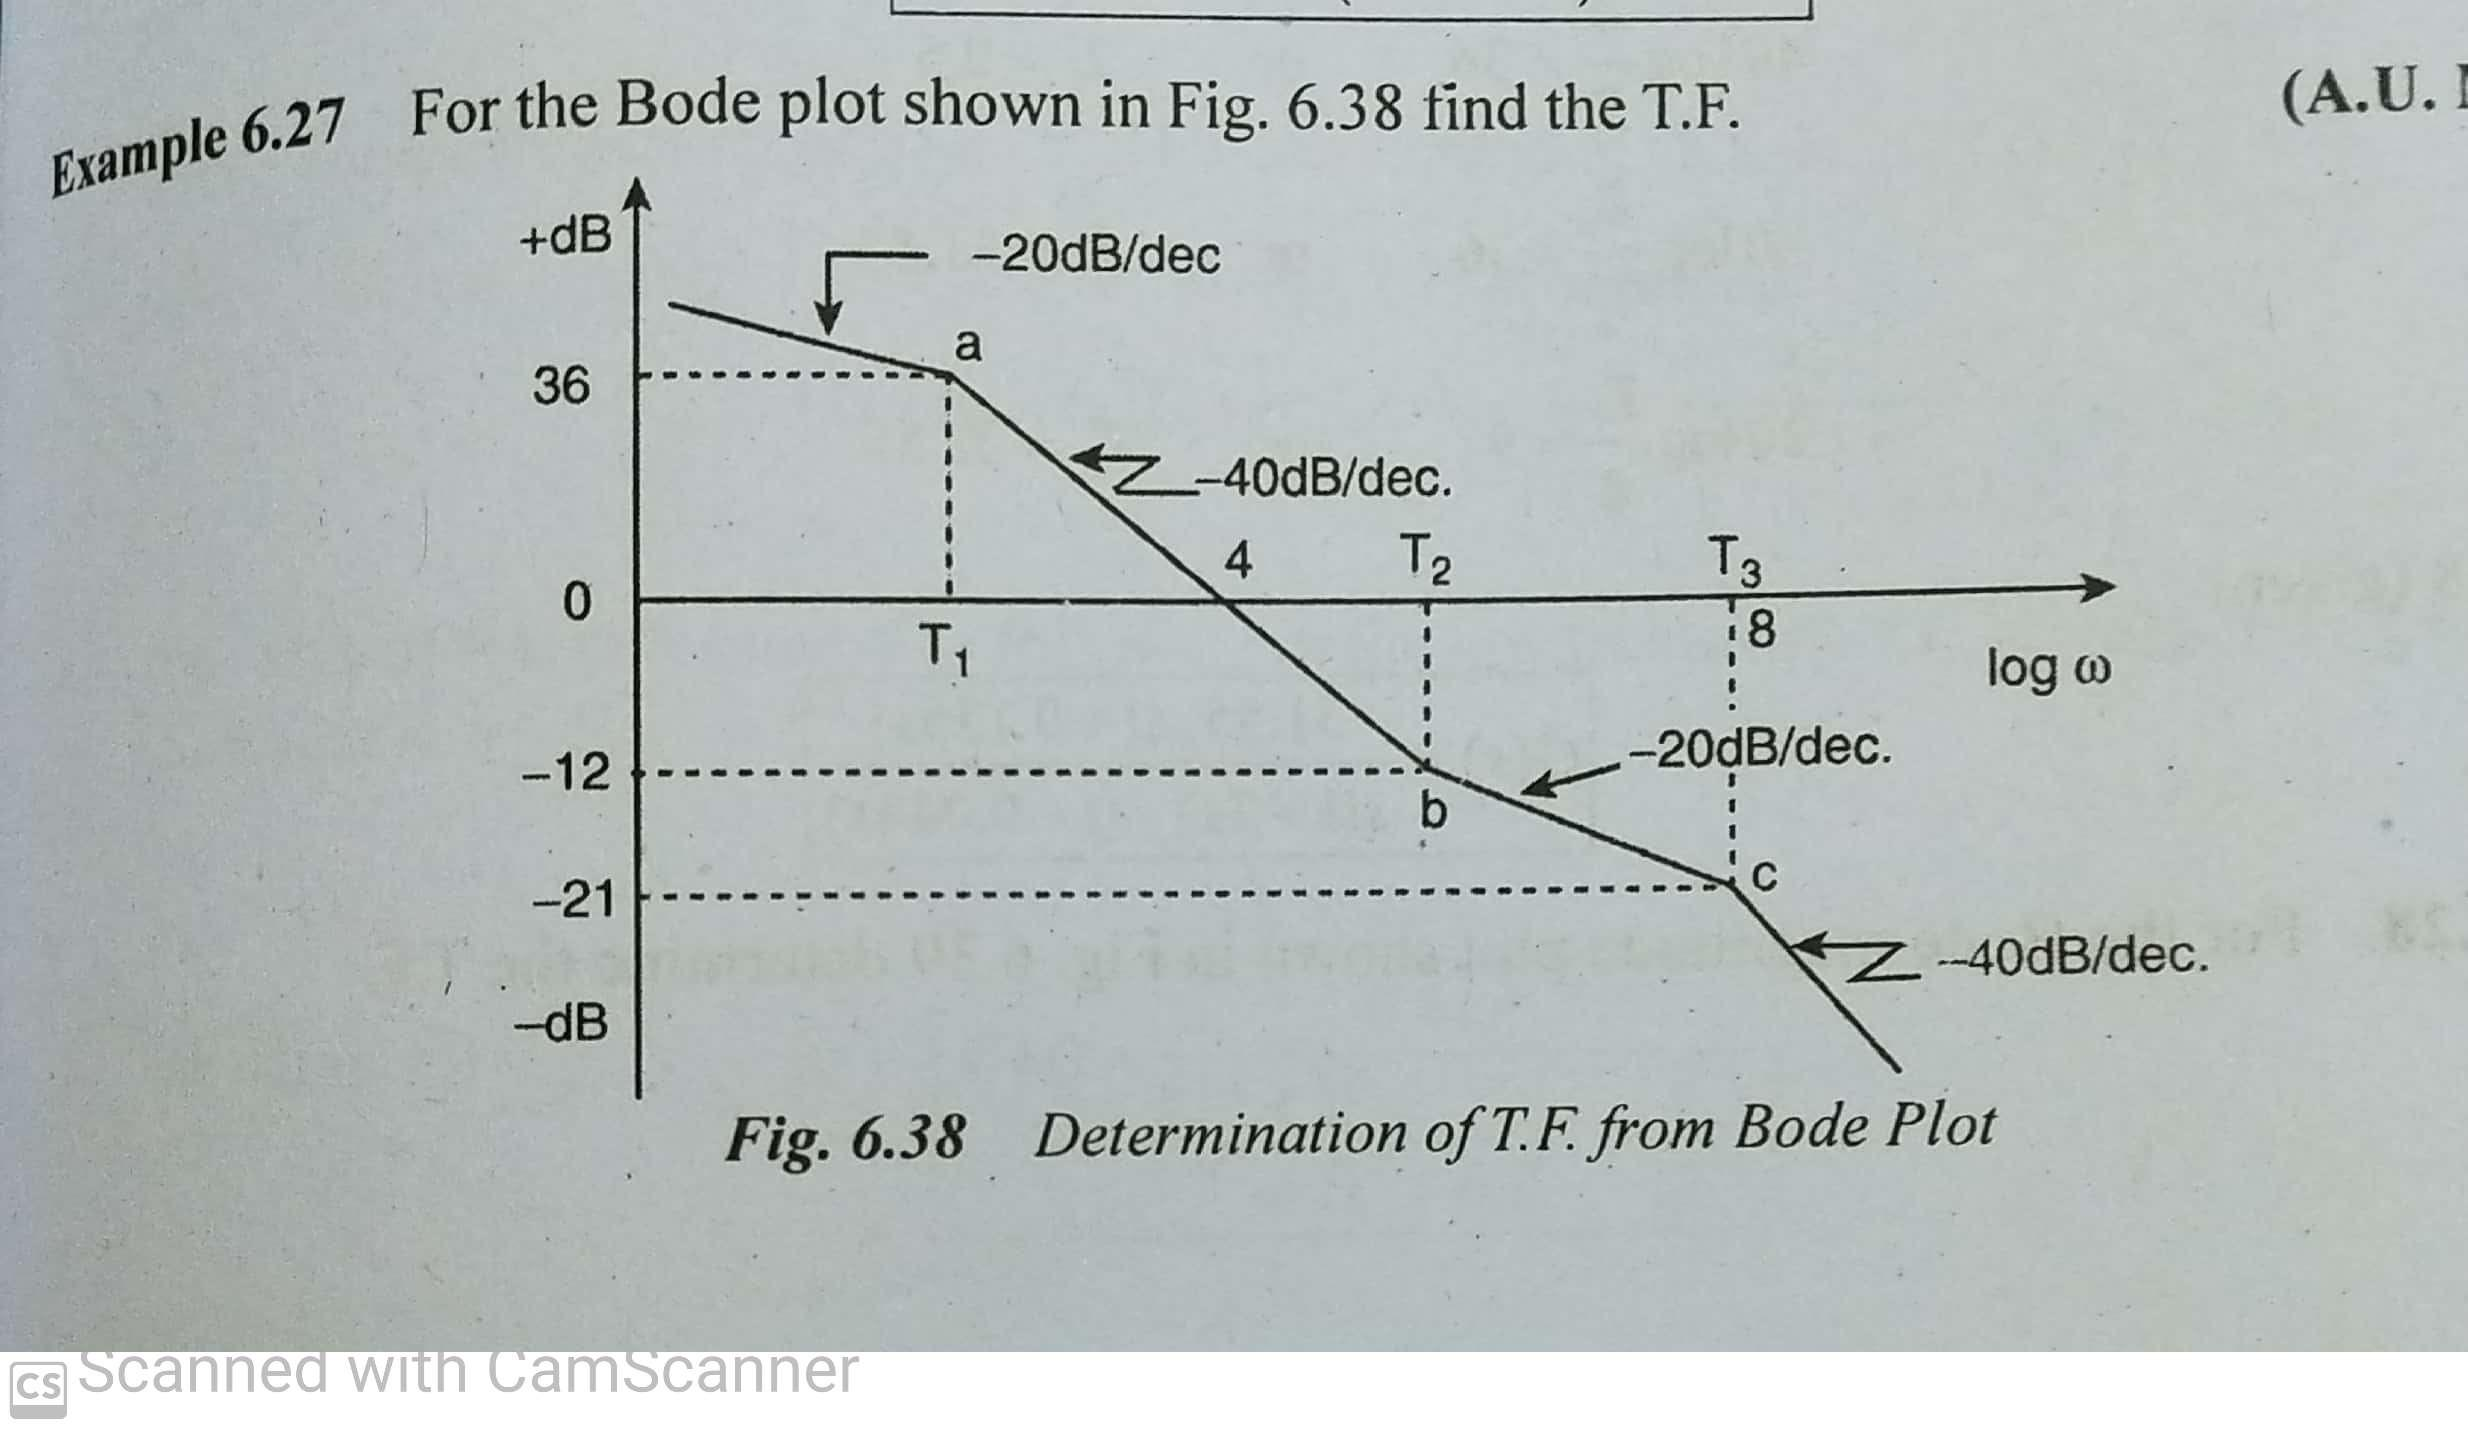 Example 6.27 For the Bode plot shown in Fig. 6.38 find the T.F.
(A.U.
+dB
–20dB/dec
a
36
–40dB/dec.
4
T2
T3
0
T1
8
log ω
–12
–20dB/dec.
b
–21
c
–40dB/dec.
–dB
Fig. 6.38 Determination of T.F. from Bode Plot
CS Scanned with CamScanner